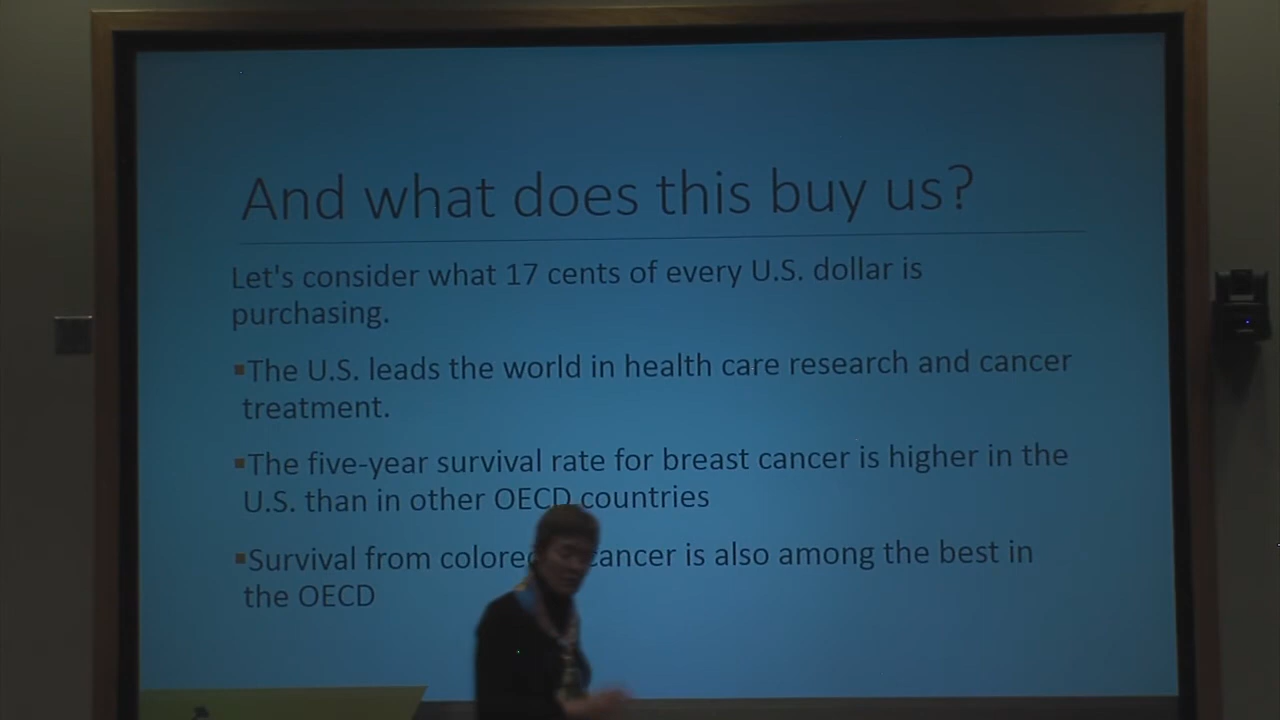 And what does this buy us?
Let's consider what 17 cents of every U.S. dollar is
purchasing.
▪The U.S. leads the world in health care research and cancer
treatment.
▪The five-year survival rate for breast cancer is higher in the
U.S. than in other OECD countries
▪Survival from cancer is also among the best in
the OECD